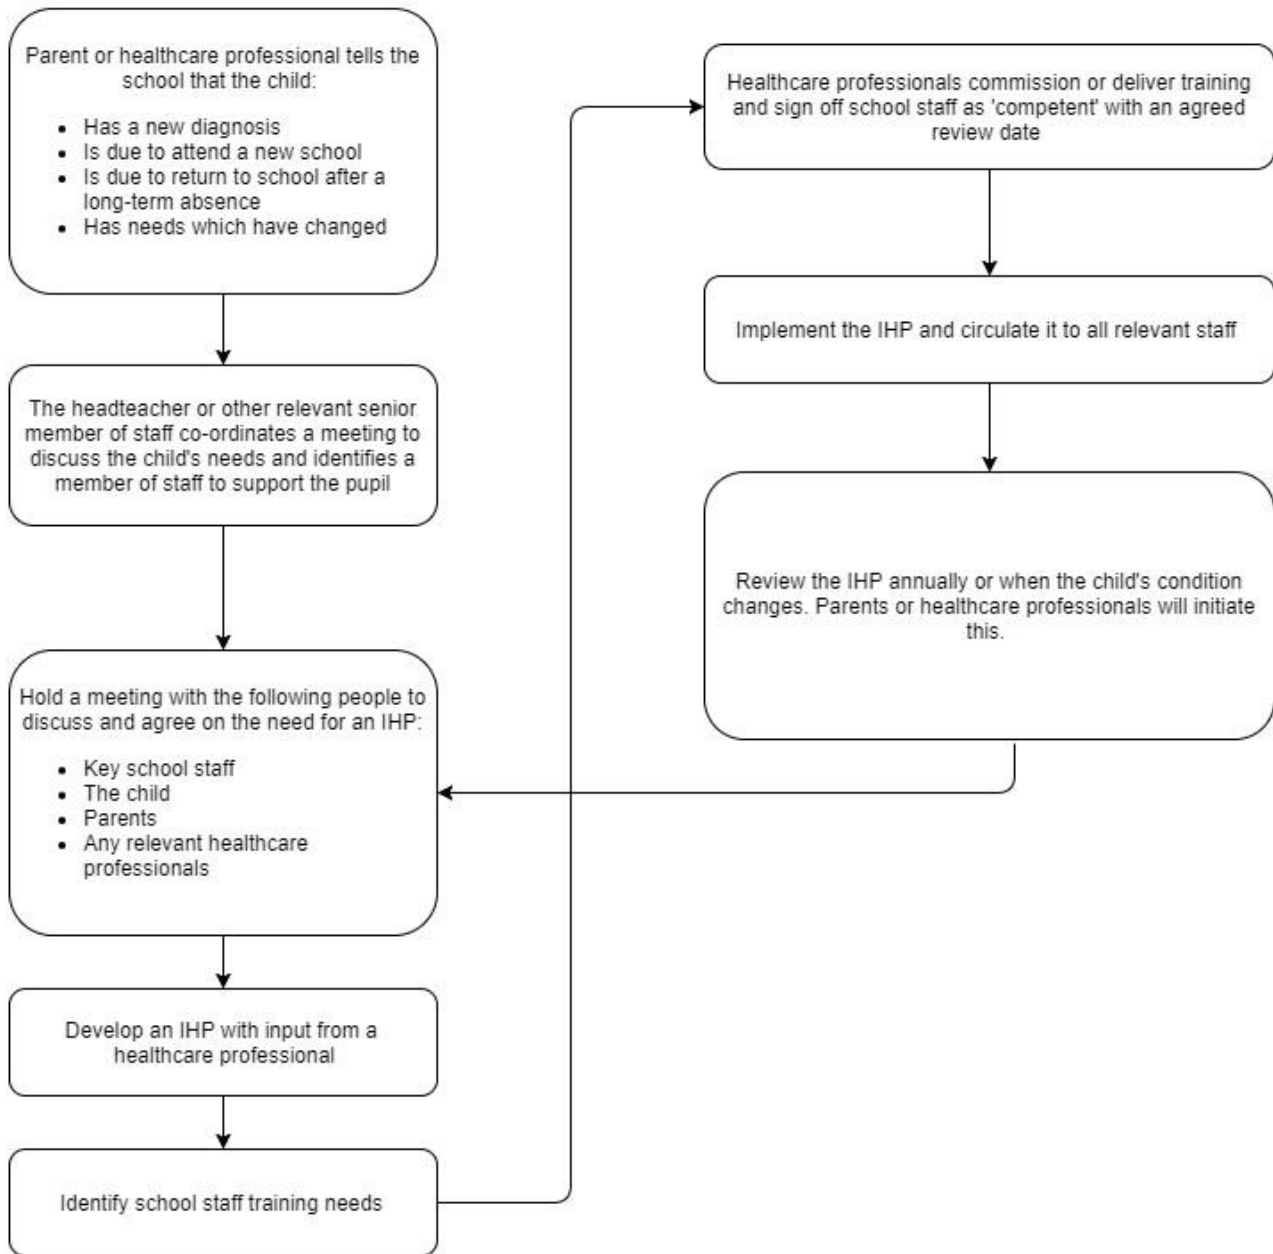 Parent or healthcare professional tells the
school that the child:
• Has a new diagnosis
• Is due to attend a new school
• Is due to return to school after a
long-term absence
• Has needs which have changed
The headteacher or other relevant senior
member of staff co-ordinates a meeting to
discuss the child's needs and identifies a
member of staff to support the pupil
Hold a meeting with the following people to
discuss and agree on the need for an IHP:
• Key school staff
• The child
• Parents
• Any relevant healthcare
professionals
Develop an IHP with input from a
healthcare professional
Identify school staff training needs
Healthcare professionals commission or deliver training
and sign off school staff as 'competent' with an agreed
review date
Implement the IHP and circulate it to all relevant staff
Review the IHP annually or when the child's condition
changes. Parents or healthcare professionals will initiate
this.